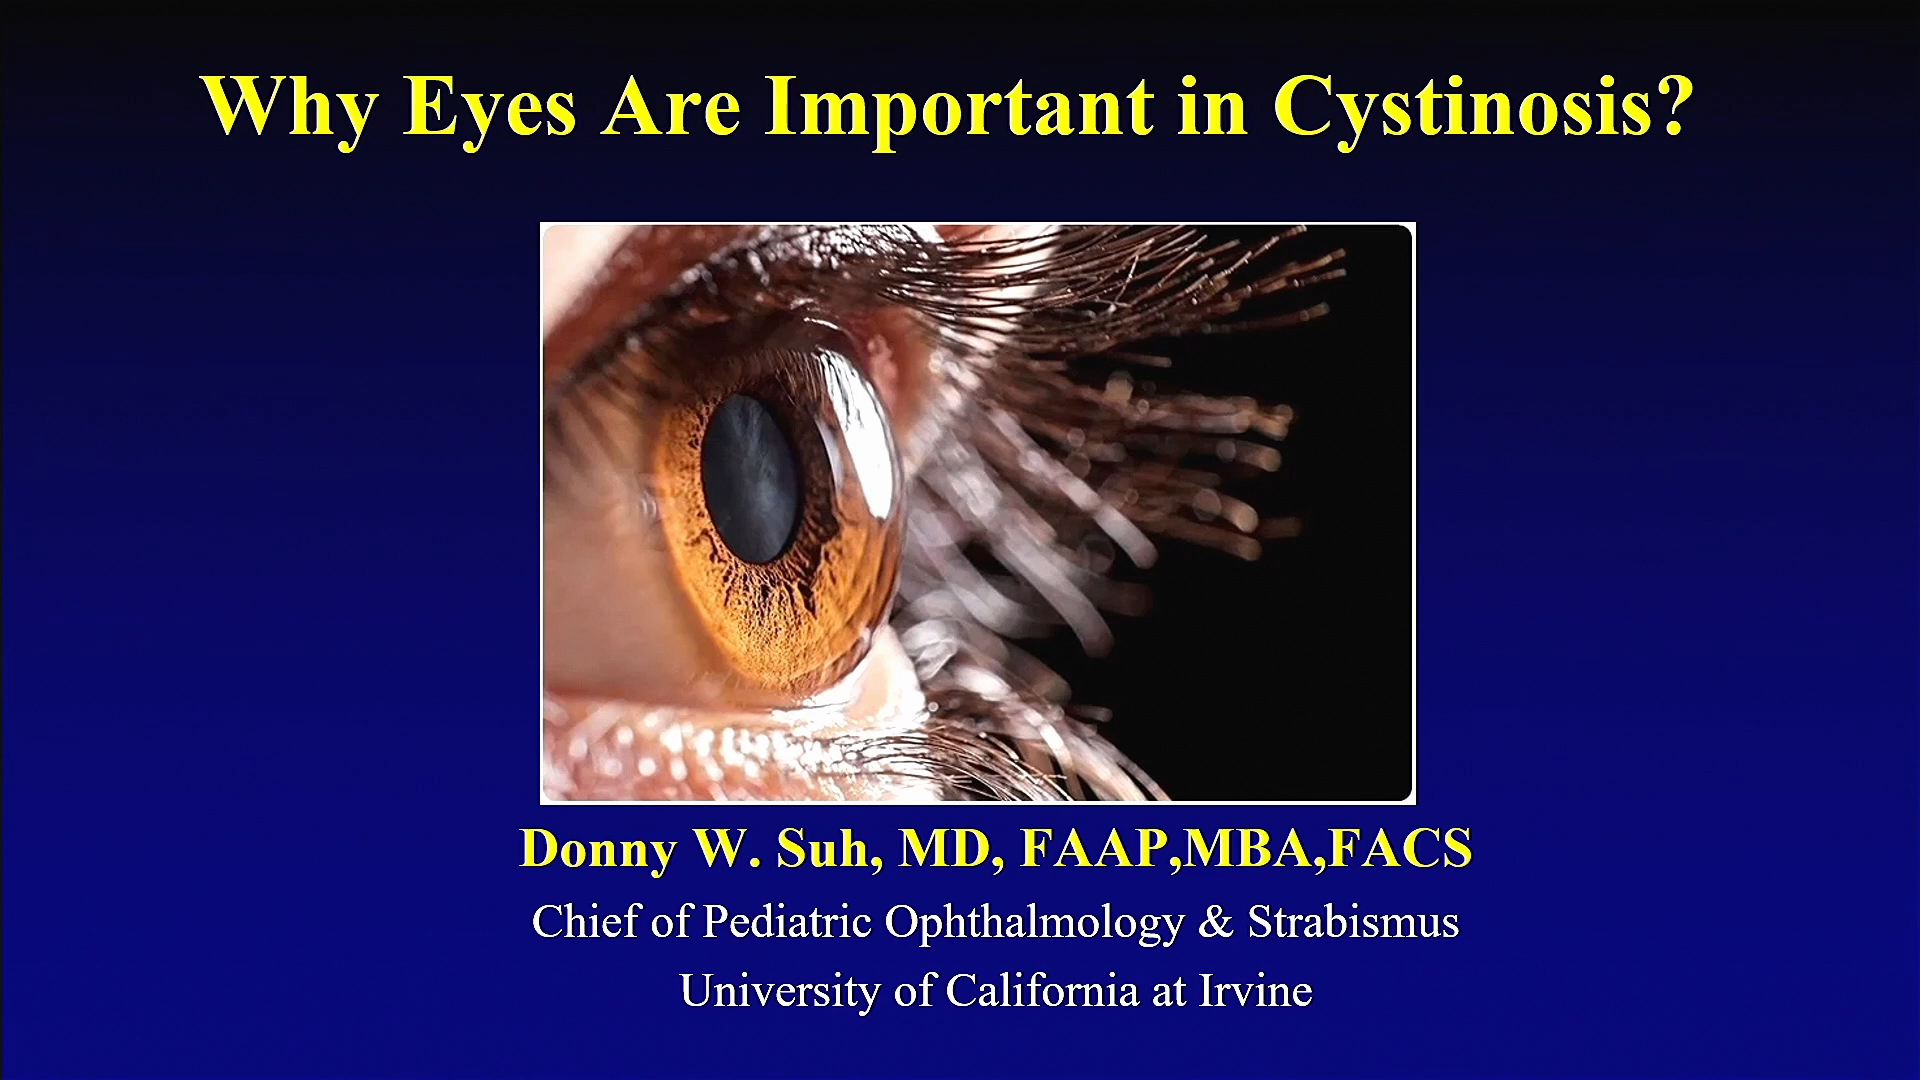 Why Eyes Are Important in Cystinosis?
Donny W. Suh, MD, FAAP,MBA,FACS
Chief of Pediatric Ophthalmology & Strabismus
University of California at Irvine